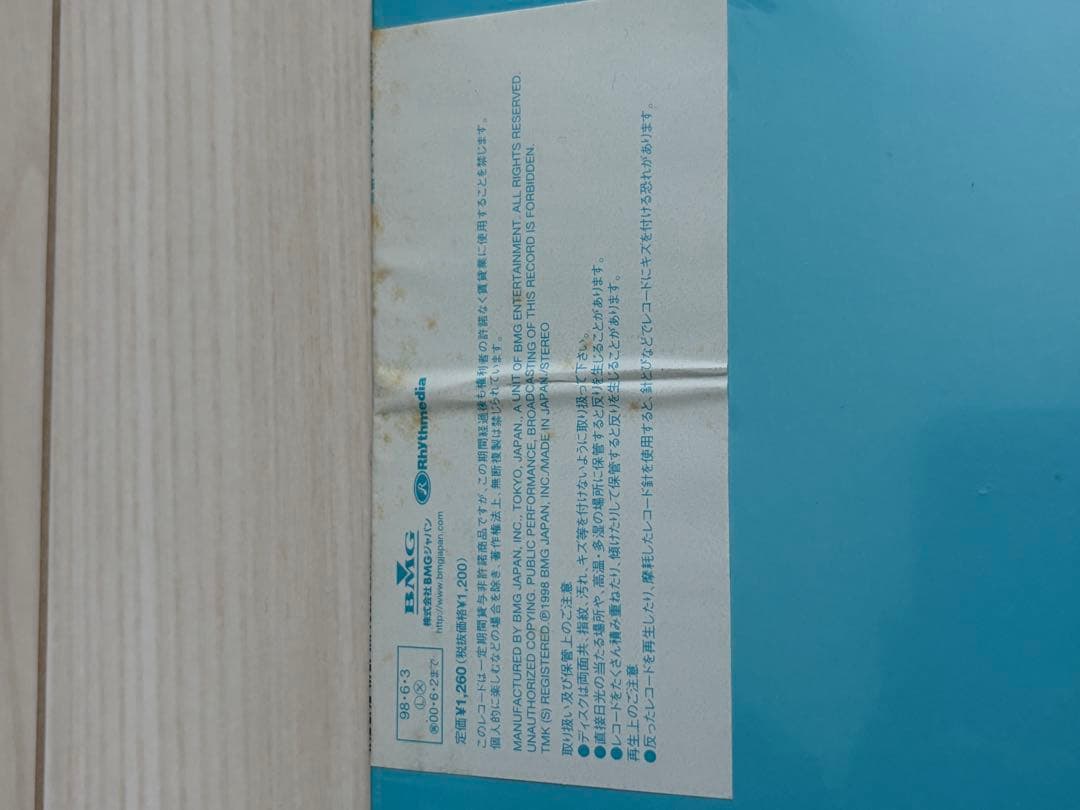 98・6・3
Ⓛ Ⓧ
00・6・2まで
BMG
株式会社BMGジャパン
http://www.bmgjapan.com
R Rhythmedia
定価¥1,260(税抜価格¥1,200)
このレコードは一定期間貸与非許諾商品ですが、この期間経過後も権利者の許諾なく賃貸業に使用することを禁じます。
個人的に楽しむなどの場合を除き、著作権法上、無断複製は禁じられています。
MANUFACTURED BY BMG JAPAN, INC., TOKYO, JAPAN., A UNIT OF BMG ENTERTAINMENT. ALL RIGHTS RESERVED.
UNAUTHORIZED COPYING, PUBLIC PERFORMANCE, BROADCASTING OF THIS RECORD IS FORBIDDEN.
TMK (S) REGISTERED.Ⓟ1998 BMG JAPAN, INC./MADE IN JAPAN/STEREO
取り扱い及び保管上のご注意
●ディスクは両面共、指紋、汚れ、キズ等を付けないように取り扱って下さい。
●直接日光の当たる場所や、高温・多湿の場所に保管すると反りを生じることがあります。
●レコードをたくさん積み重ねたり、傾けたりして保管すると反りを生じることがあります。
再生上のご注意
●反ったレコードを再生したり、摩耗したレコード針を使用すると、針とびなどでレコードにキズを付ける恐れがあります。